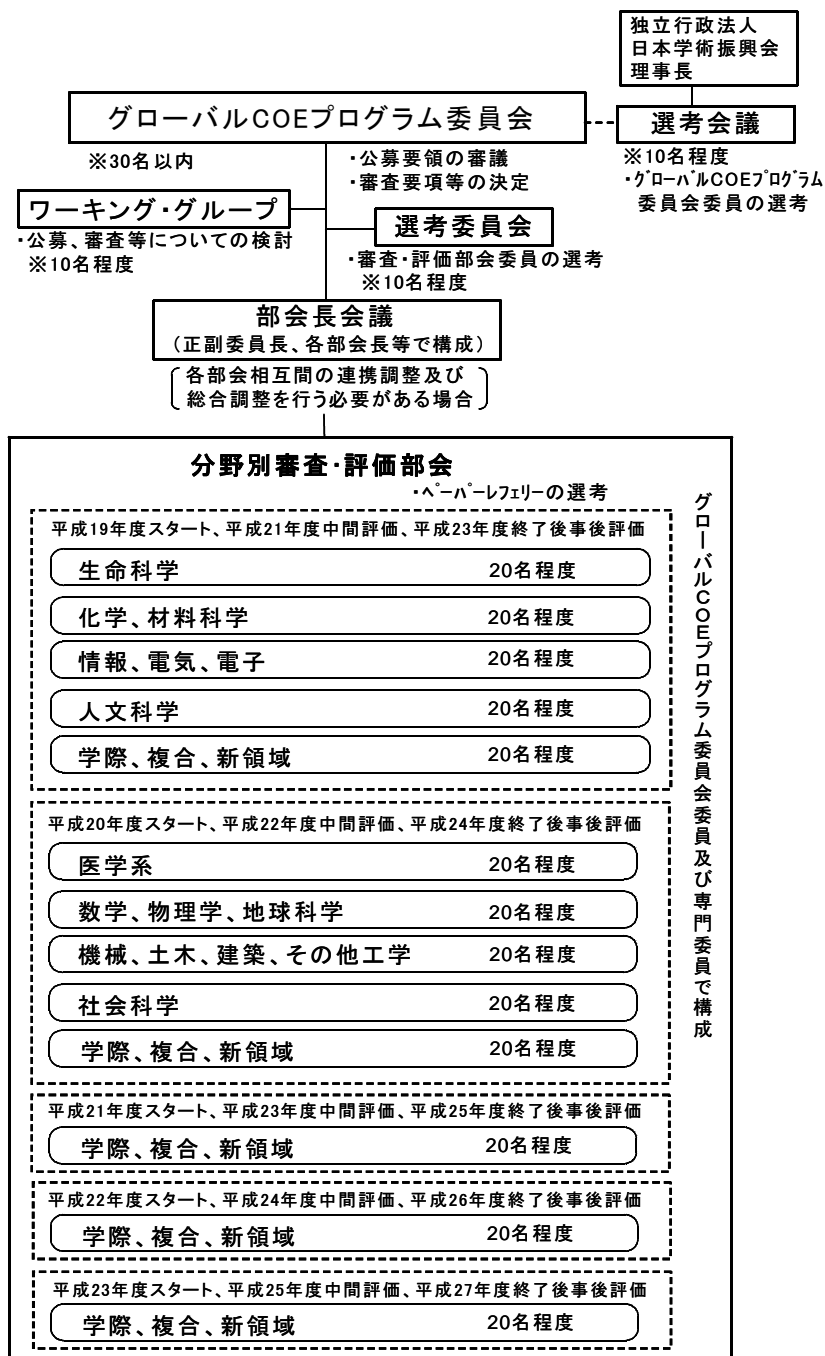 独立行政法人
日本学術振興会
理事長
グローバルCOEプログラム委員会
選考会議
※30名以内
・公募要領の審議
・審査要項等の決定
※10名程度
・グローバルCOEプログラム
委員会委員の選考
ワーキング・グループ
・公募、審査等についての検討
※10名程度
選考委員会
・審査・評価部会委員の選考
※10名程度
部会長会議
(正副委員長、各部会長等で構成)
各部会相互間の連携調整及び
総合調整を行う必要がある場合
分野別審査・評価部会
・ペーパーレフェリーの選考
平成19年度スタート、平成21年度中間評価、平成23年度終了後事後評価
生命科学 20名程度
化学、材料科学 20名程度
情報、電気、電子 20名程度
人文科学 20名程度
学際、複合、新領域 20名程度
平成20年度スタート、平成22年度中間評価、平成24年度終了後事後評価
医学系 20名程度
数学、物理学、地球科学 20名程度
機械、土木、建築、その他工学 20名程度
社会科学 20名程度
学際、複合、新領域 20名程度
平成21年度スタート、平成23年度中間評価、平成25年度終了後事後評価
学際、複合、新領域 20名程度
平成22年度スタート、平成24年度中間評価、平成26年度終了後事後評価
学際、複合、新領域 20名程度
平成23年度スタート、平成25年度中間評価、平成27年度終了後事後評価
学際、複合、新領域 20名程度
グローバルCOEプログラム委員会委員及び専門委員で構成